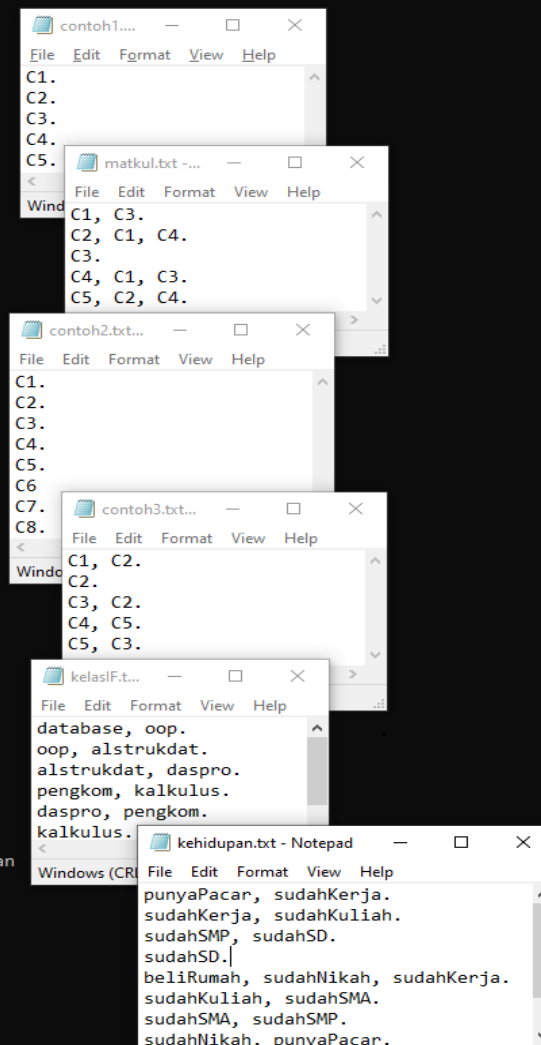 contoh1....
File Edit Format View Help
C1.
C2.
C3.
C4.
C5.
Wind
matkul.txt -...
File Edit Format View Help
C1, C3.
C2, C1, C4.
C3.
C4, C1, C3.
C5, C2, C4.
contoh2.txt...
File Edit Format View Help
C1.
C2.
C3.
C4.
C5.
C6
C7.
C8.
Windo
contoh3.txt...
File Edit Format View Help
C1, C2.
C2.
C3, C2.
C4, C5.
C5, C3.
kelasIF.t...
File Edit Format View Help
database, oop.
oop, alstrukdat.
alstrukdat, daspro.
pengkom, kalkulus.
daspro, pengkom.
kalkulus.
an
Windows (CRL
kehidupan.txt - Notepad
File Edit Format View Help
punyaPacar, sudahKerja.
sudahKerja, sudahKuliah.
sudahSMP, sudahSD.
sudahSD.
beliRumah, sudahNikah, sudahKerja.
sudahKuliah, sudahSMA.
sudahSMA, sudahSMP.
sudahNikah, punyaPacar.